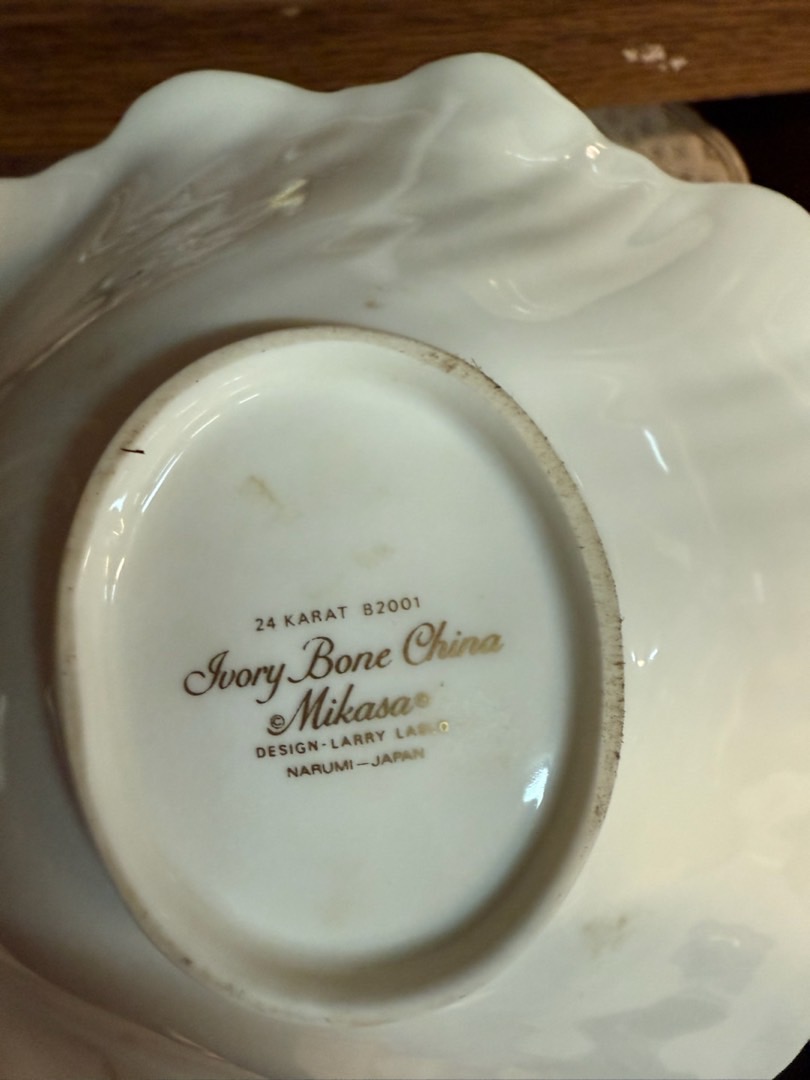 24 KARAT B2001
Ivory Bone China
©Mikasa®
DESIGN-LARRY
NARUMI—JAPAN